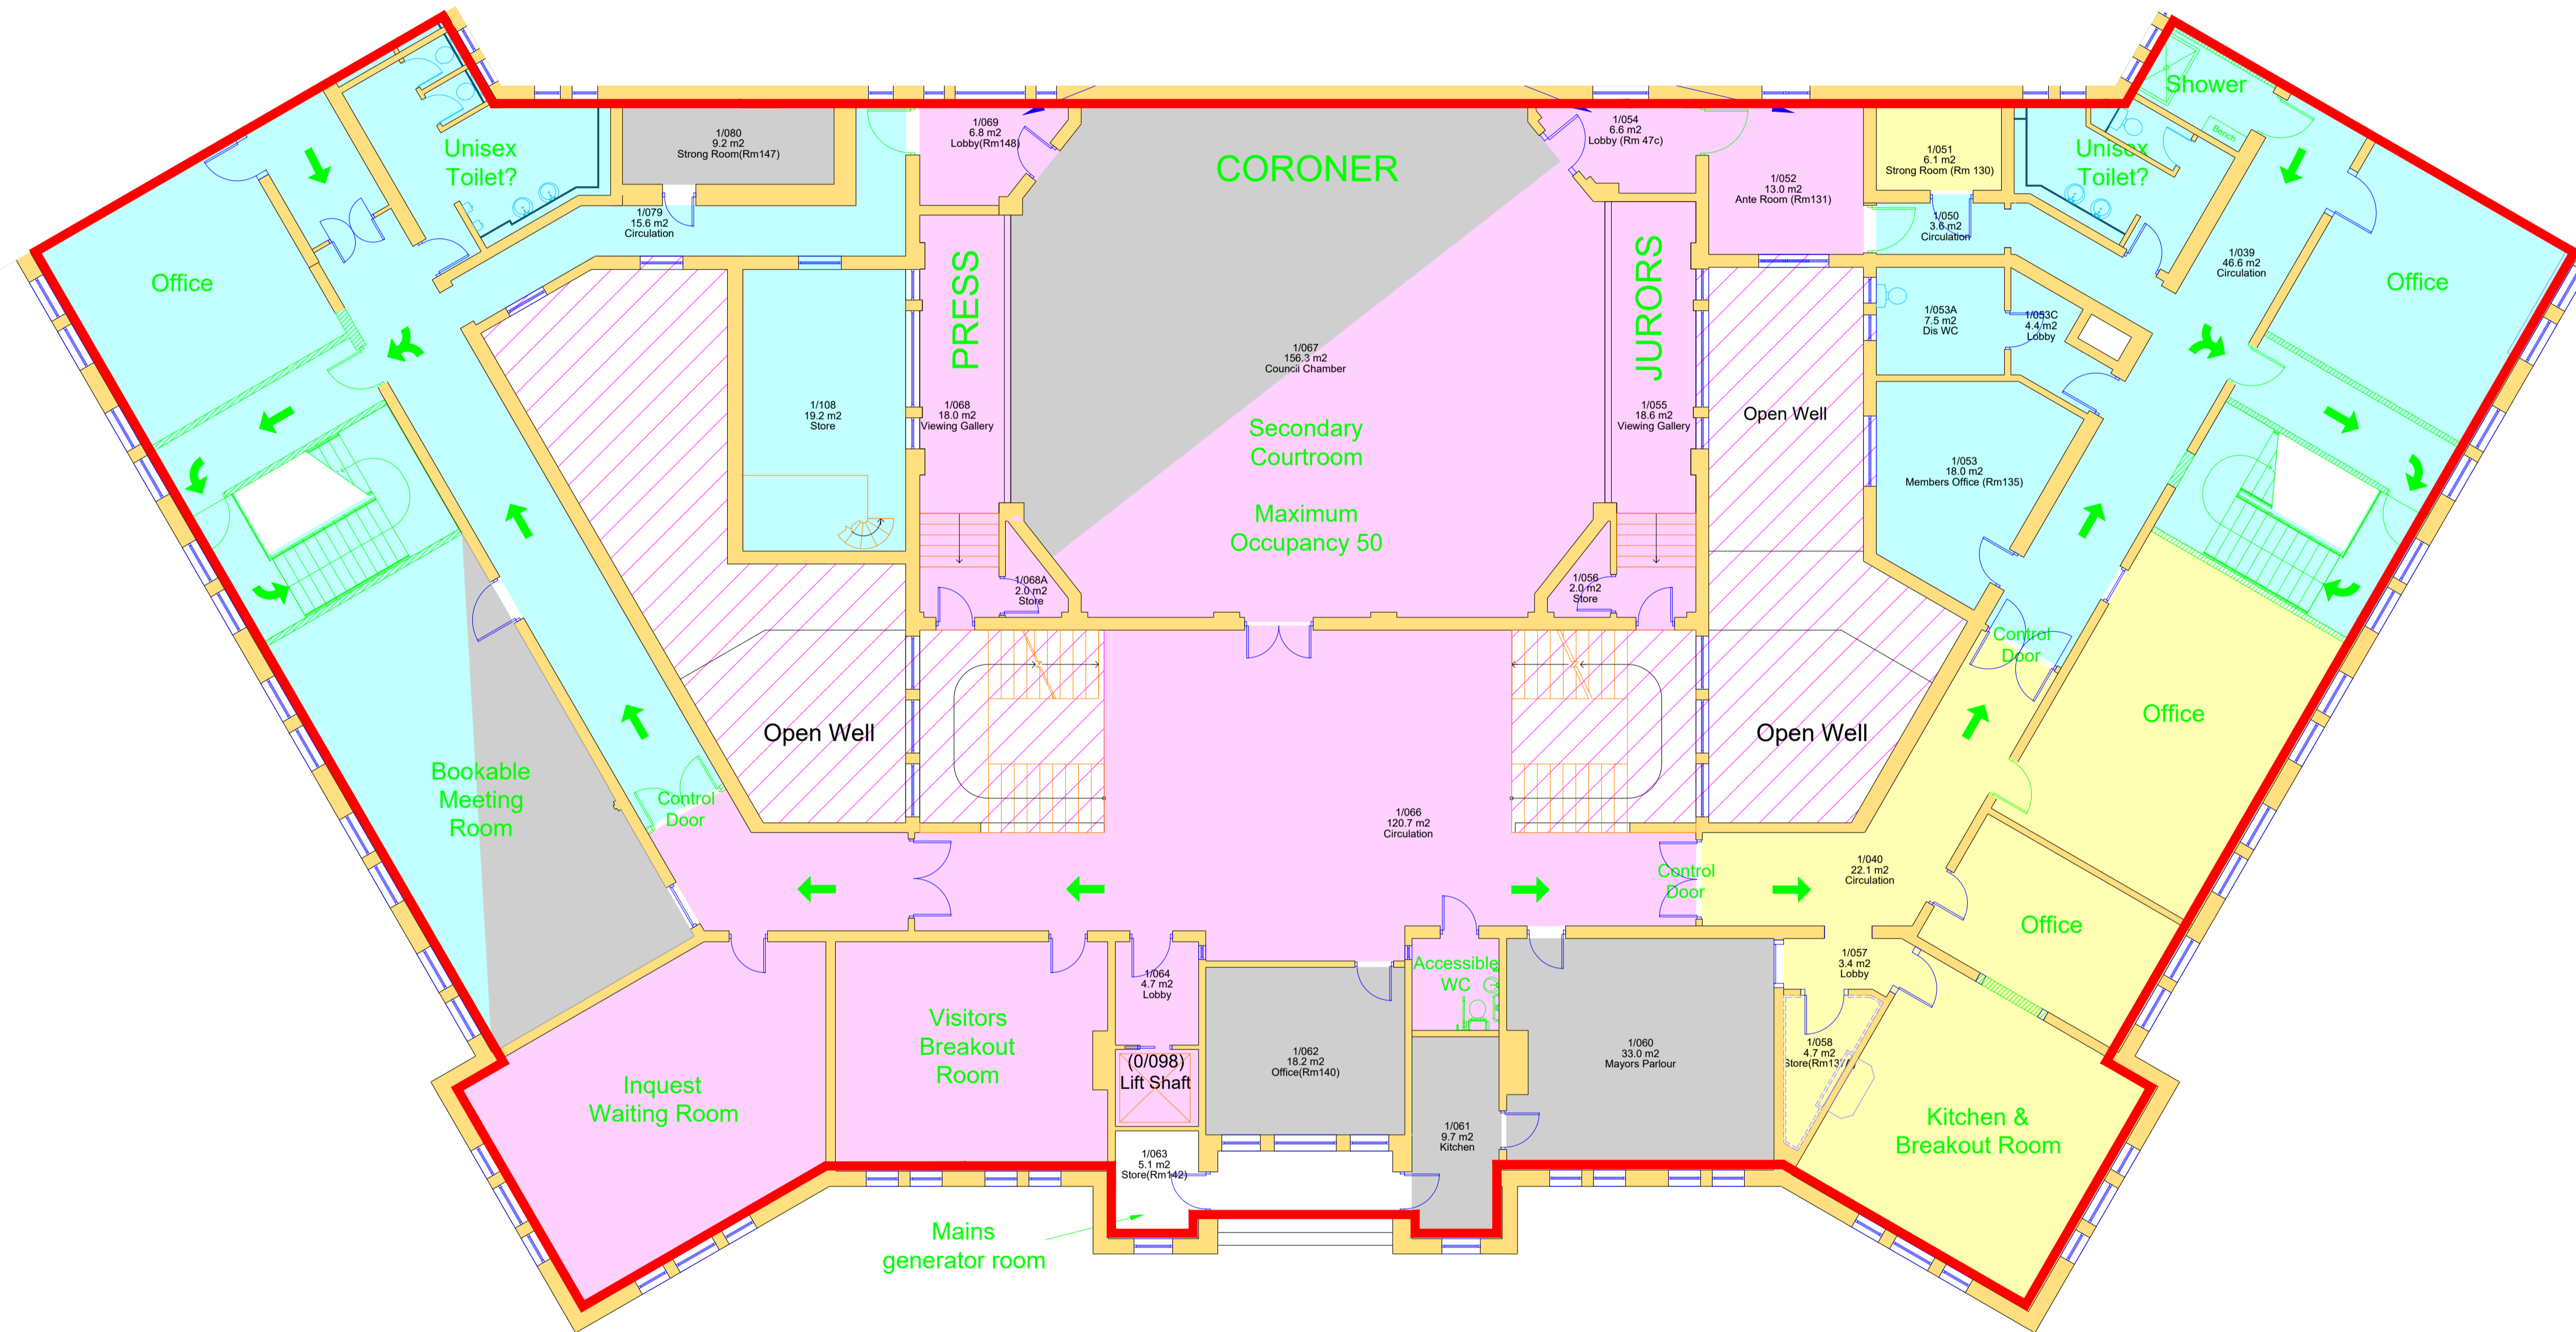 Shower
Bench
Unisex
Toilet?
1/080
9.2 m2
Strong Room(Rm147)
1/069
6.8 m2
Lobby(Rm148)
CORONER
1/054
6.6 m2
Lobby (Rm 47c)
1/052
13.0 m2
Ante Room (Rm131)
1/051
6.1 m2
Strong Room (Rm 130)
Unisex
Toilet?
1/079
15.6 m2
Circulation
1/050
3.6 m2
Circulation
1/039
46.6 m2
Circulation
Office
Office
PRESS
JURORS
1/053A
7.5 m2
Dis WC
1/053C
4.4 m2
Lobby
1/067
156.3 m2
Council Chamber
1/108
19.2 m2
Store
1/068
18.0 m2
Viewing Gallery
1/055
18.6 m2
Viewing Gallery
Open Well
Secondary
Courtroom
Maximum
Occupancy 50
1/053
18.0 m2
Members Office (Rm135)
1/068A
2.0 m2
Store
1/056
2.0 m2
Store
Control
Door
Office
Open Well
Open Well
Bookable
Meeting
Room
Control
Door
1/066
120.7 m2
Circulation
Control
Door
1/040
22.1 m2
Circulation
Office
1/064
4.7 m2
Lobby
Accessible
WC
1/057
3.4 m2
Lobby
Visitors
Breakout
Room
(0/098)
Lift Shaft
1/062
18.2 m2
Office(Rm140)
1/060
33.0 m2
Mayors Parlour
1/058
4.7 m2
Inquest
Waiting Room
1/061
9.7 m2
Kitchen
Kitchen &
Breakout Room
1/063
5.1 m2
Store(Rm142)
Mains
generator room